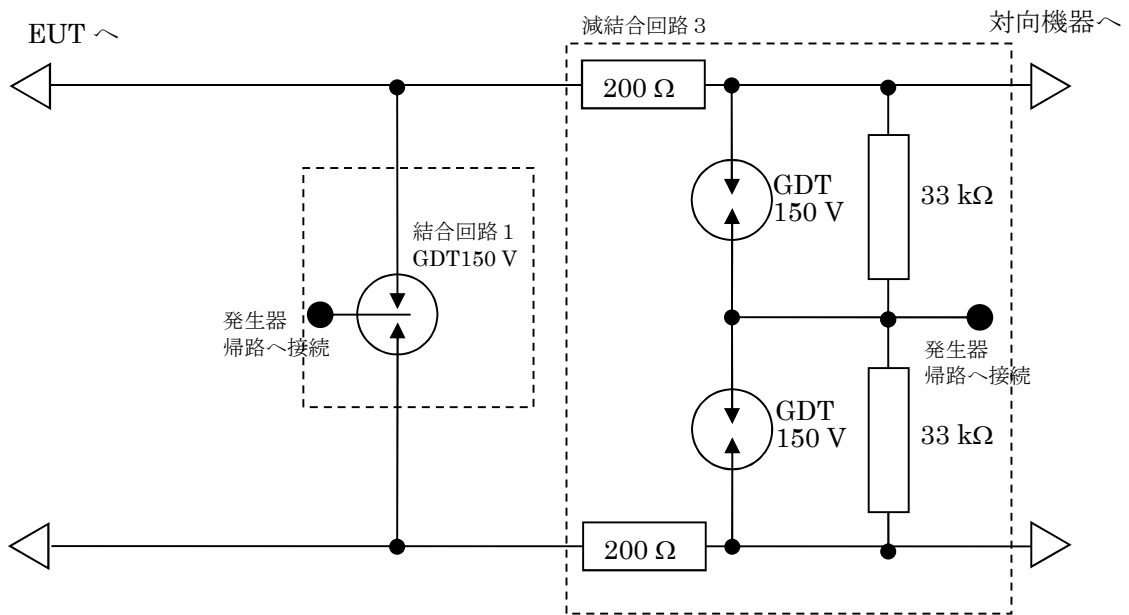 EUT へ
減結合回路３
対向機器へ
200 Ω
GDT
150 V
33 kΩ
結合回路１
GDT150 V
発生器
帰路へ接続
発生器
帰路へ接続
GDT
150 V
33 kΩ
200 Ω